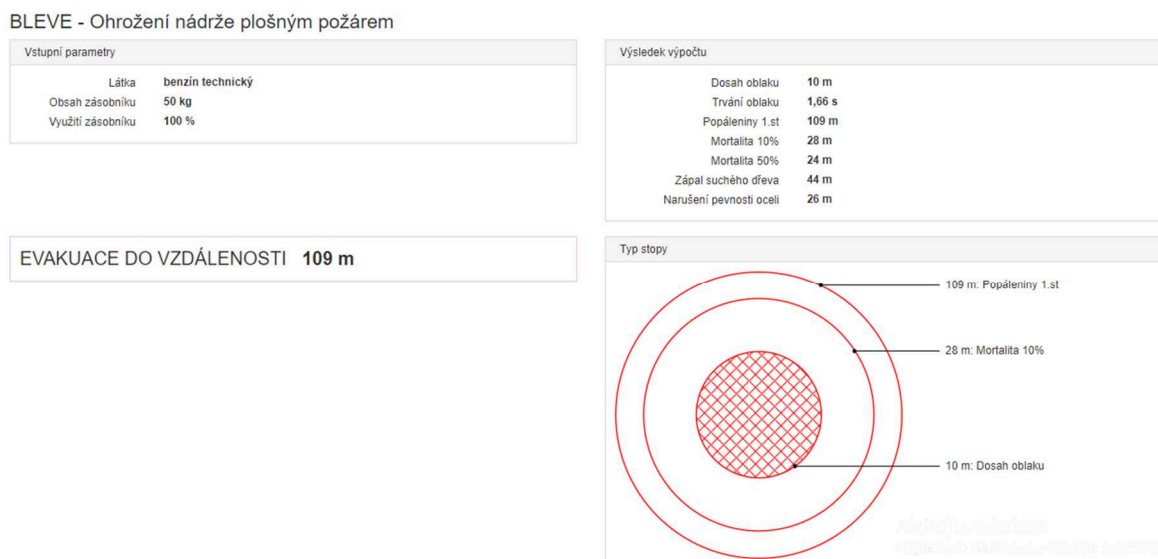 BLEVE - Ohrožení nádrže plošným požárem
Vstupní parametry
Látka benzín technický
Obsah zásobníku 50 kg
Využití zásobníku 100 %
EVAKUACE DO VZDÁLENOSTI 109 m
Výsledek výpočtu
Dosah oblaku 10 m
Trvání oblaku 1,66 s
Popáleniny 1.st 109 m
Mortalita 10% 28 m
Mortalita 50% 24 m
Zápal suchého dřeva 44 m
Narušení pevnosti oceli 26 m
Typ stopy
109 m: Popáleniny 1.st
28 m: Mortalita 10%
10 m: Dosah oblaku